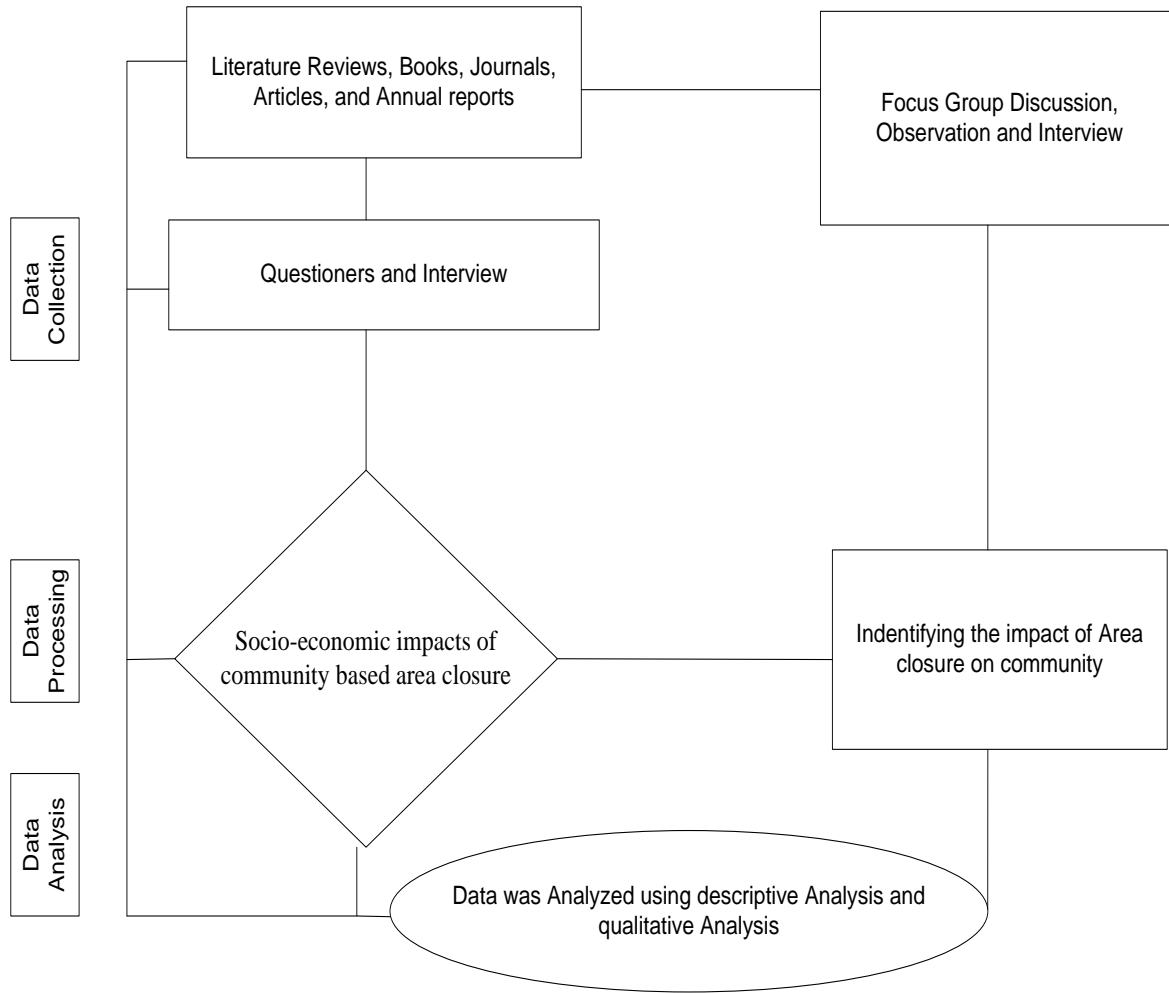 Literature Reviews, Books, Journals,
Articles, and Annual reports
Focus Group Discussion,
Observation and Interview
Data
Collection
Questioners and Interview
Data
Processing
Socio-economic impacts of
community based area closure
Indentifying the impact of Area
closure on community
Data
Analysis
Data was Analyzed using descriptive Analysis and
qualitative Analysis